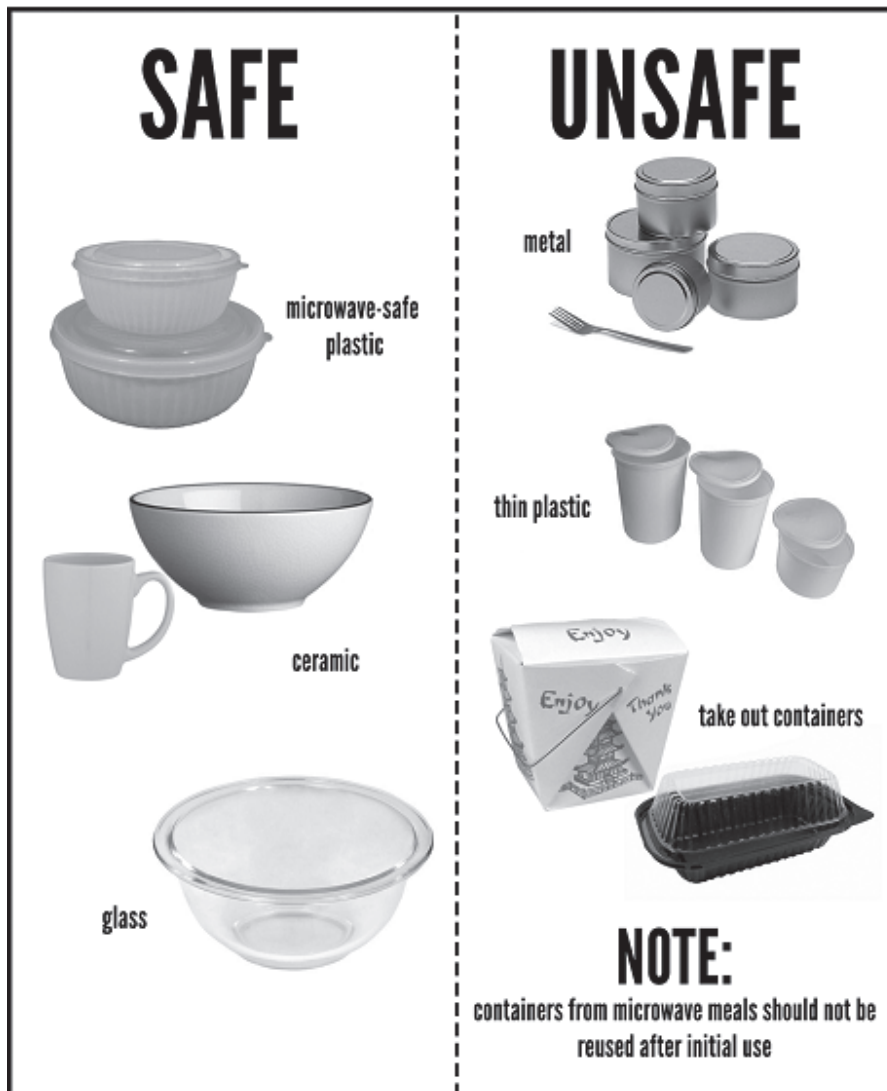 SAFE
microwave-safe
plastic
ceramic
glass
UNSAFE
metal
thin plastic
Enjoy
Enjoy
Thank
you
take out containers
NOTE:
containers from microwave meals should not be
reused after initial use